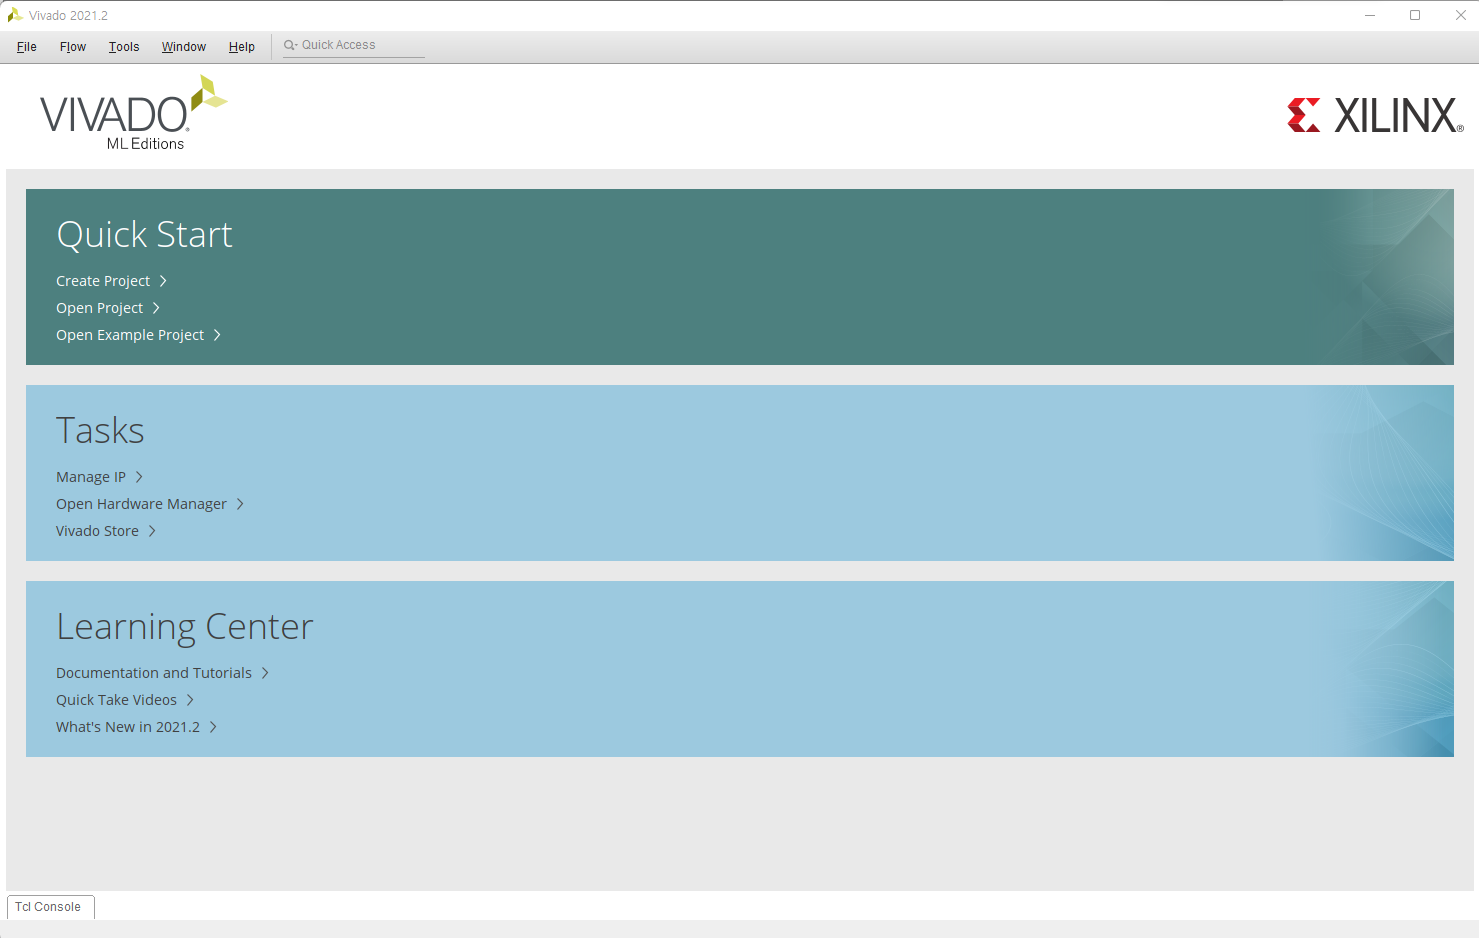 Vivado 2021.2
File Flow Tools Window Help Quick Access
VIVADO®
ML Editions
XILINX®
Quick Start
Create Project
Open Project
Open Example Project
Tasks
Manage IP
Open Hardware Manager
Vivado Store
Learning Center
Documentation and Tutorials
Quick Take Videos
What's New in 2021.2
Tcl Console